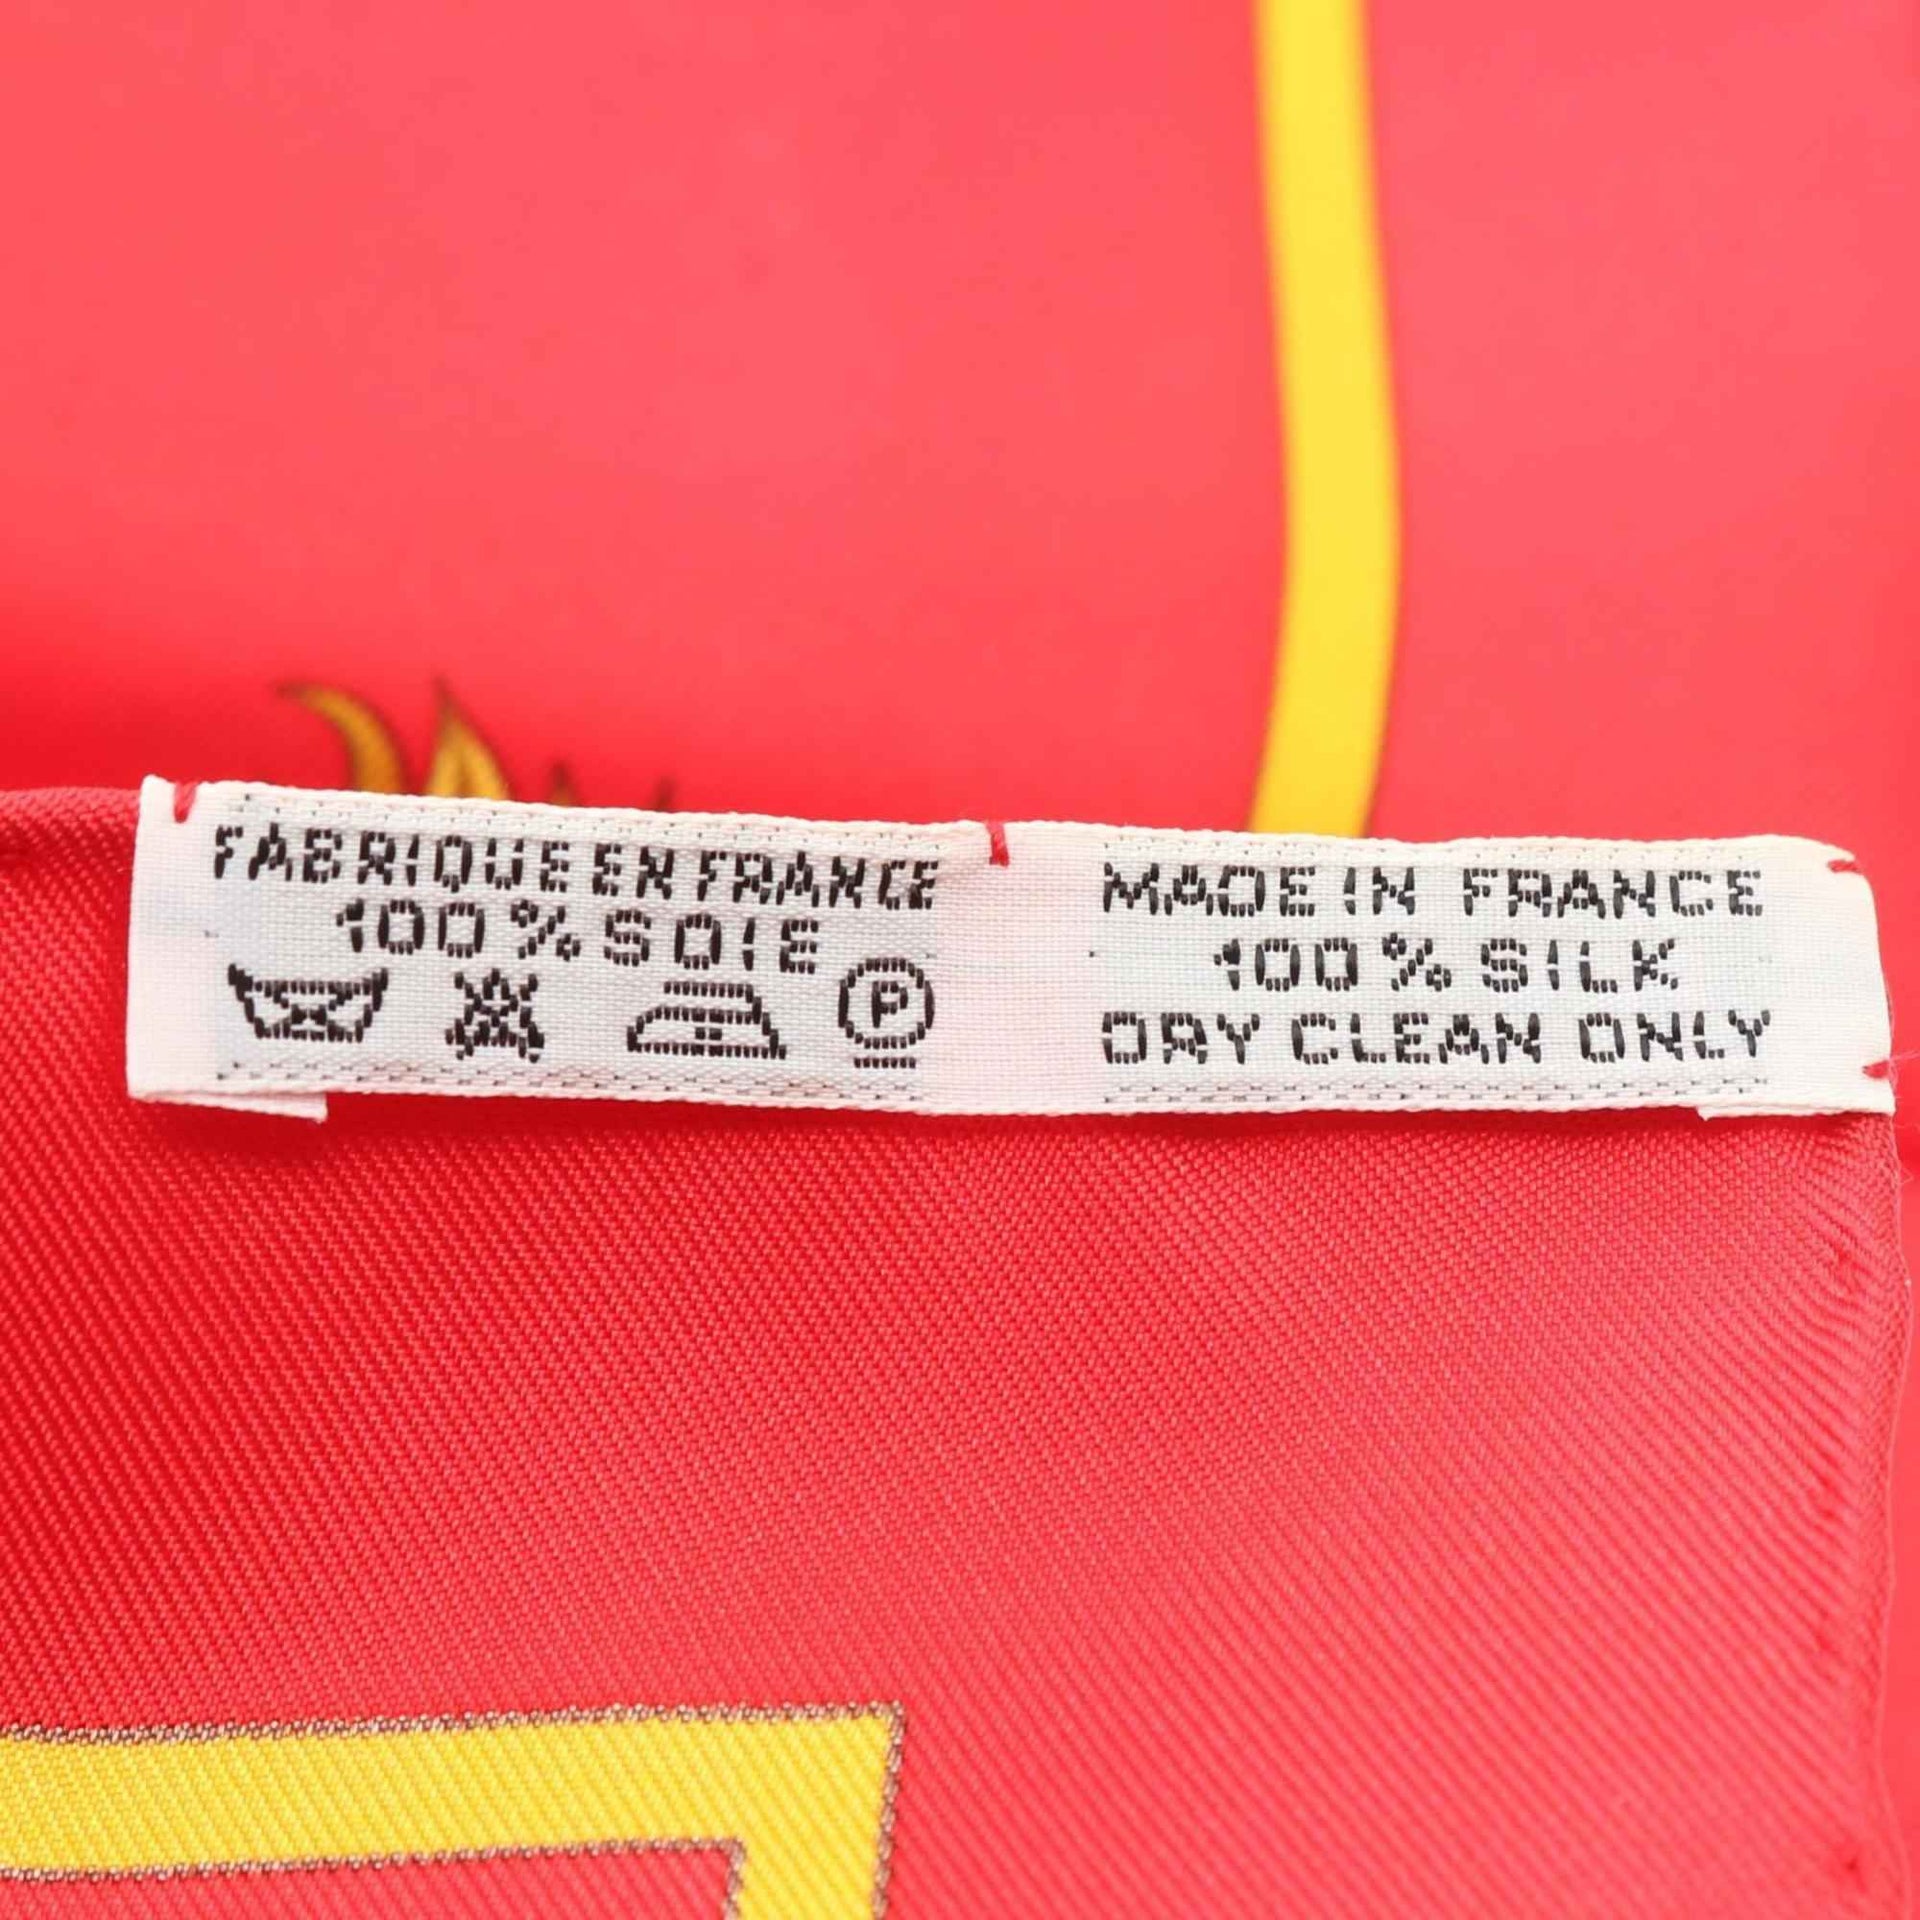 FABRIQUE EN FRANCE
100% SOIE
P
MADE IN FRANCE
100% SILK
DRY CLEAN ONLY